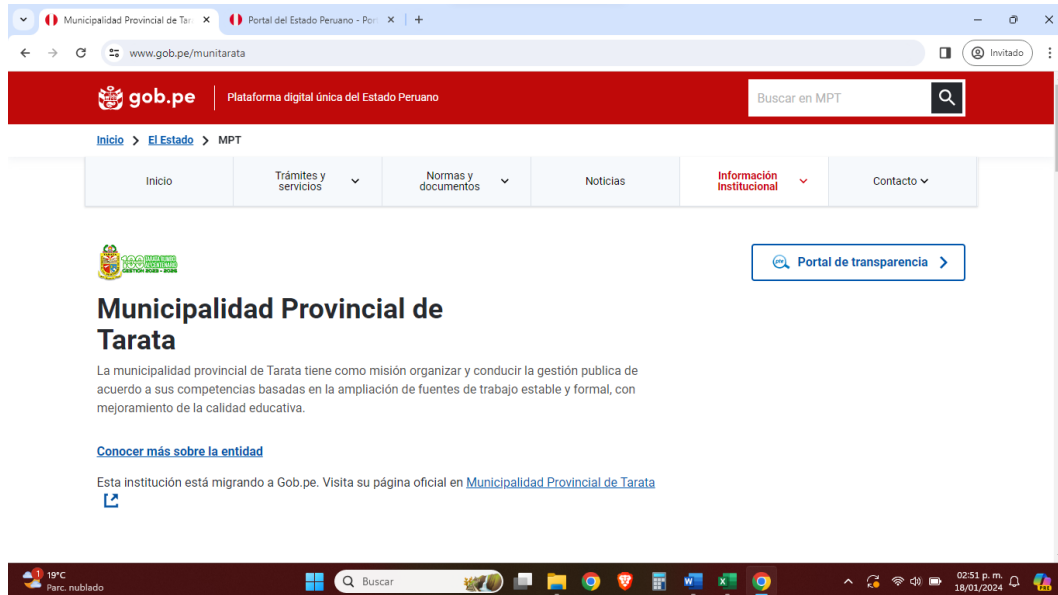 Municipalidad Provincial de Tar
Portal del Estado Peruano - Por
www.gob.pe/munitarata
Invitado
gob.pe
Plataforma digital única del Estado Peruano
Buscar en MPT
Inicio > El Estado > MPT
Inicio
Trámites y
servicios
Normas y
documentos
Noticias
Información
Institucional
Contacto
GESTIÓN 2023 - 2026
Portal de transparencia
Municipalidad Provincial de
Tarata
La municipalidad provincial de Tarata tiene como misión organizar y conducir la gestión publica de
acuerdo a sus competencias basadas en la ampliación de fuentes de trabajo estable y formal, con
mejoramiento de la calidad educativa.
Conocer más sobre la entidad
Esta institución está migrando a Gob.pe. Visita su página oficial en Municipalidad Provincial de Tarata
1
19°C
Parc. nublado
Buscar
02:51 p. m.
18/01/2024